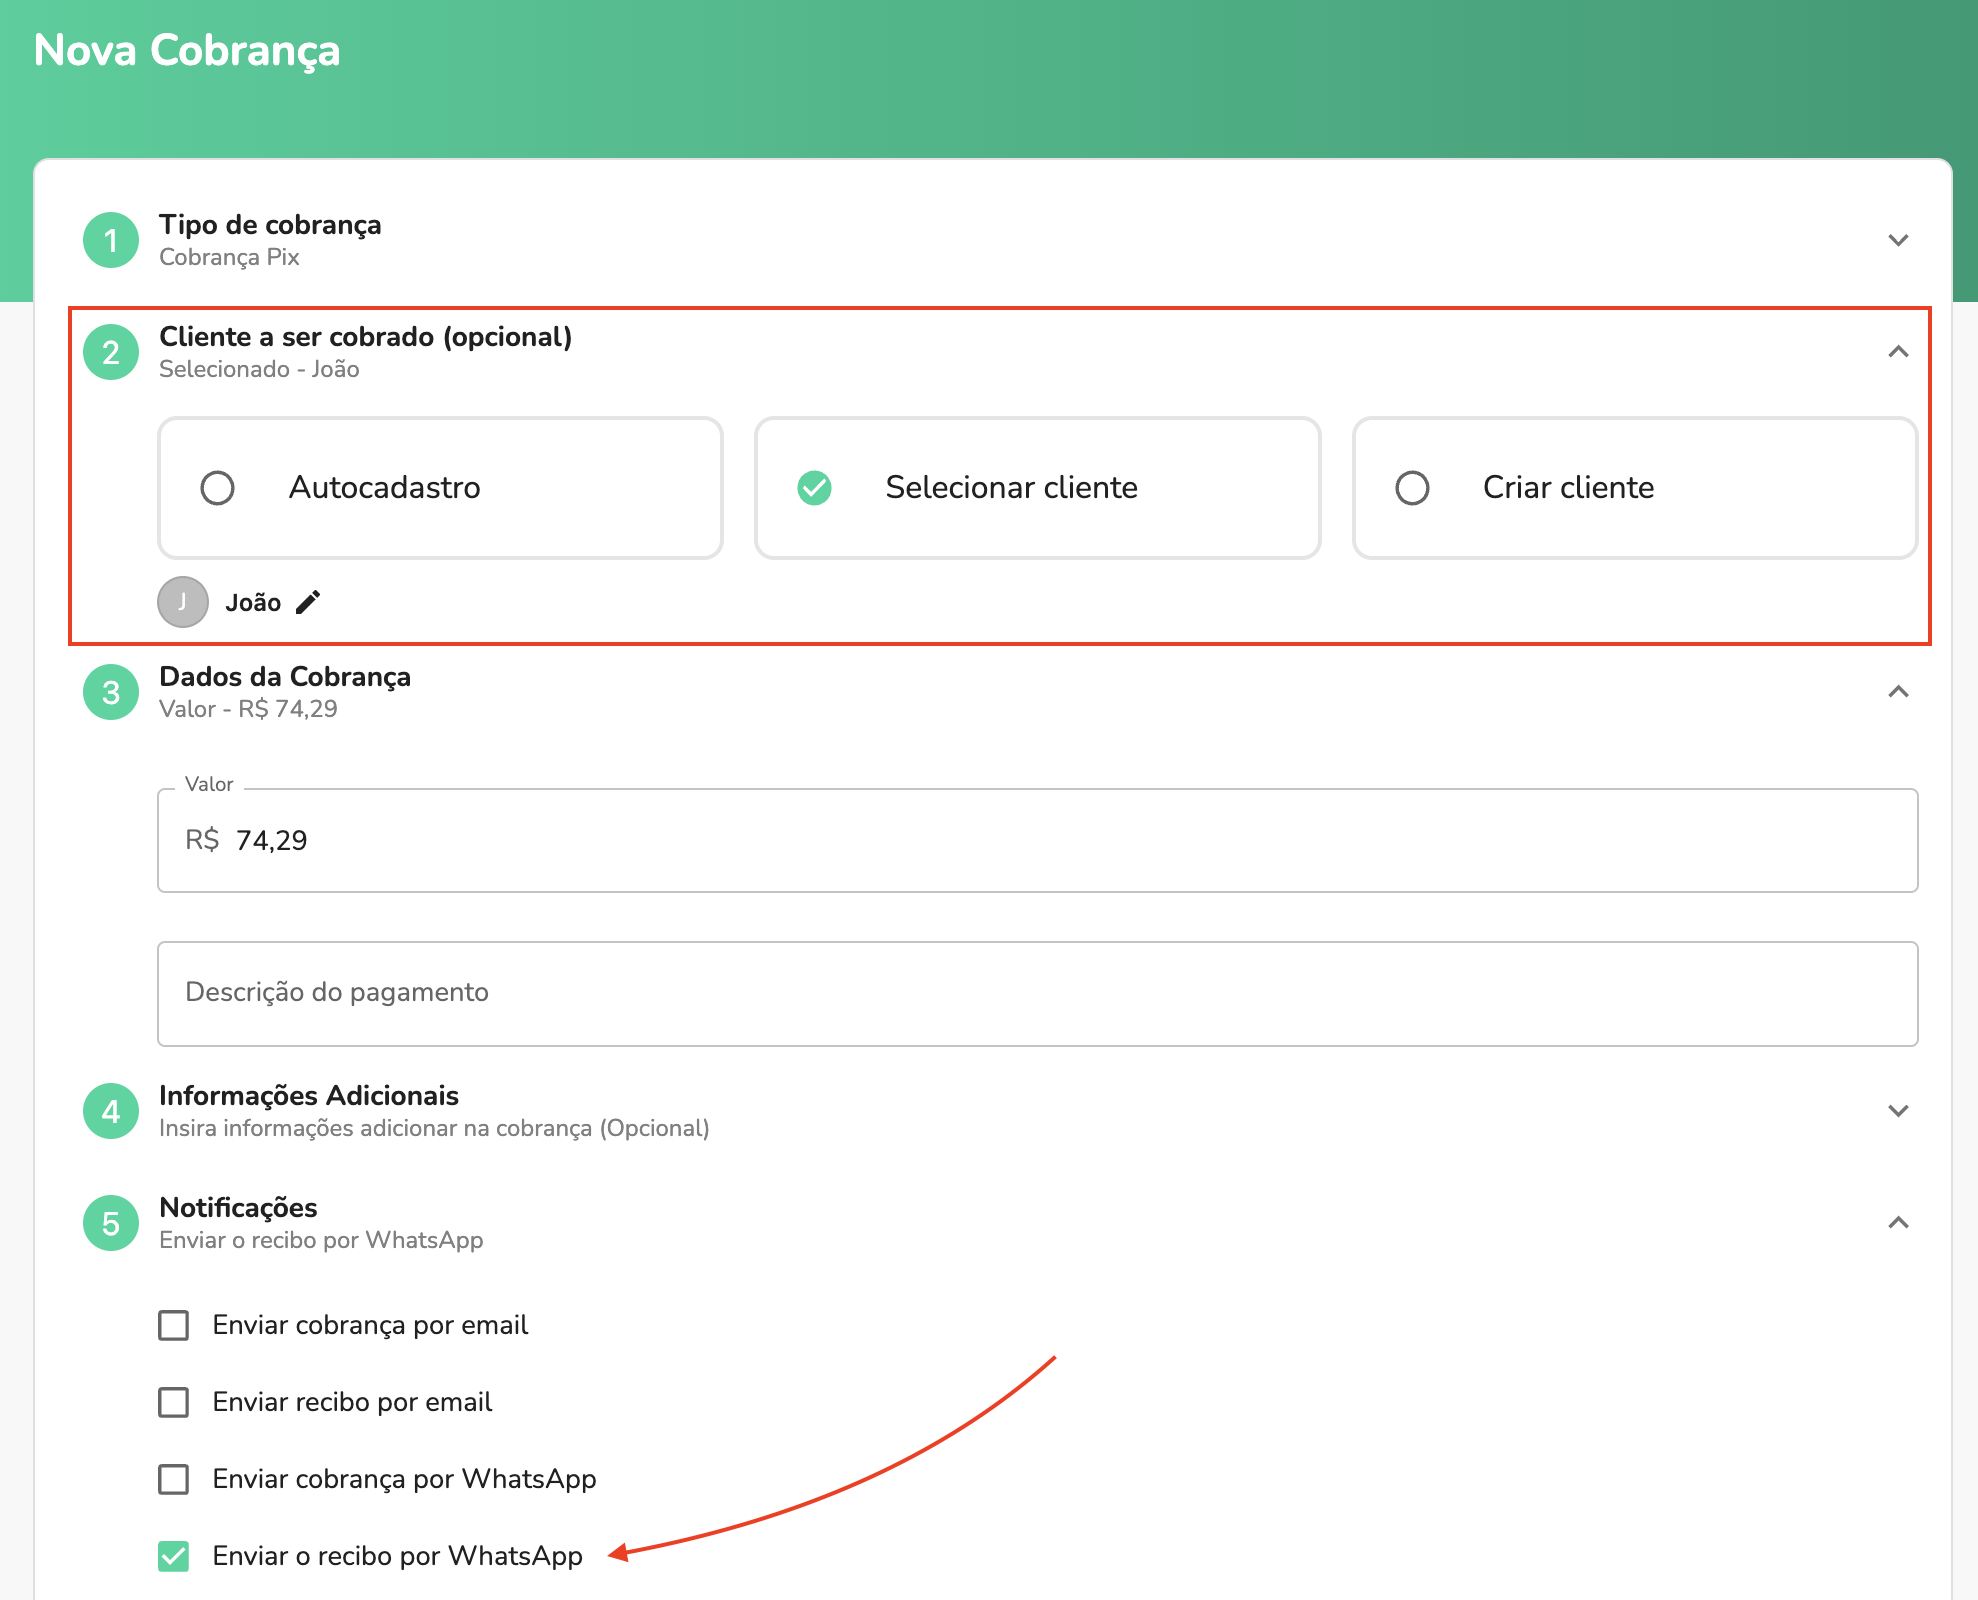 Nova Cobrança
1
Tipo de cobrança
Cobrança Pix
2
Cliente a ser cobrado (opcional)
Selecionado - João
Autocadastro
Selecionar cliente
Criar cliente
J
João
3
Dados da Cobrança
Valor - R$ 74,29
Valor
R$ 74,29
Descrição do pagamento
4
Informações Adicionais
Insira informações adicionar na cobrança (Opcional)
5
Notificações
Enviar o recibo por WhatsApp
Enviar cobrança por email
Enviar recibo por email
Enviar cobrança por WhatsApp
Enviar o recibo por WhatsApp